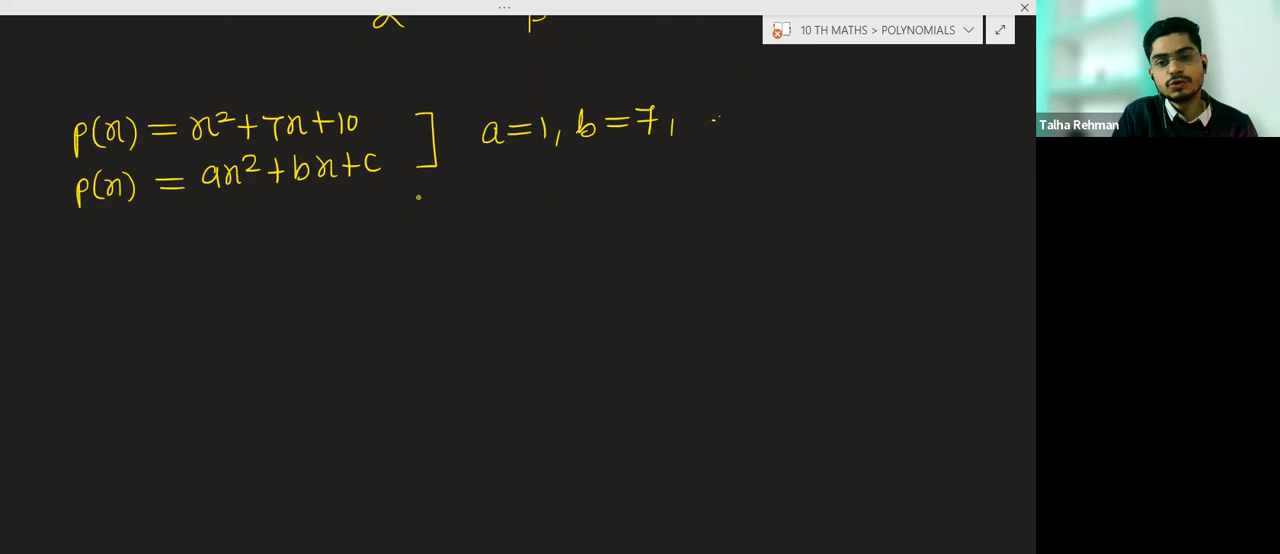 10 TH MATHS > POLYNOMIALS
p(x) = x² + 7x + 10
a = 1, b = 7,
p(x) = ax² + bx + c
Talha Rehman